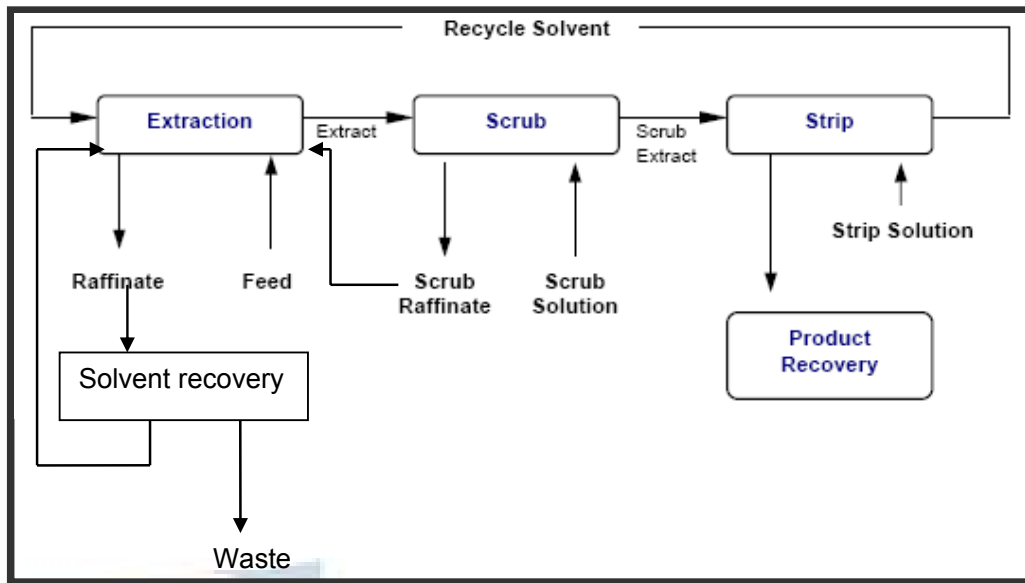 Recycle Solvent
Extraction
Extract
Scrub
Scrub
Extract
Strip
Raffinate
Feed
Scrub
Raffinate
Scrub
Solution
Strip Solution
Product
Recovery
Solvent recovery
Waste